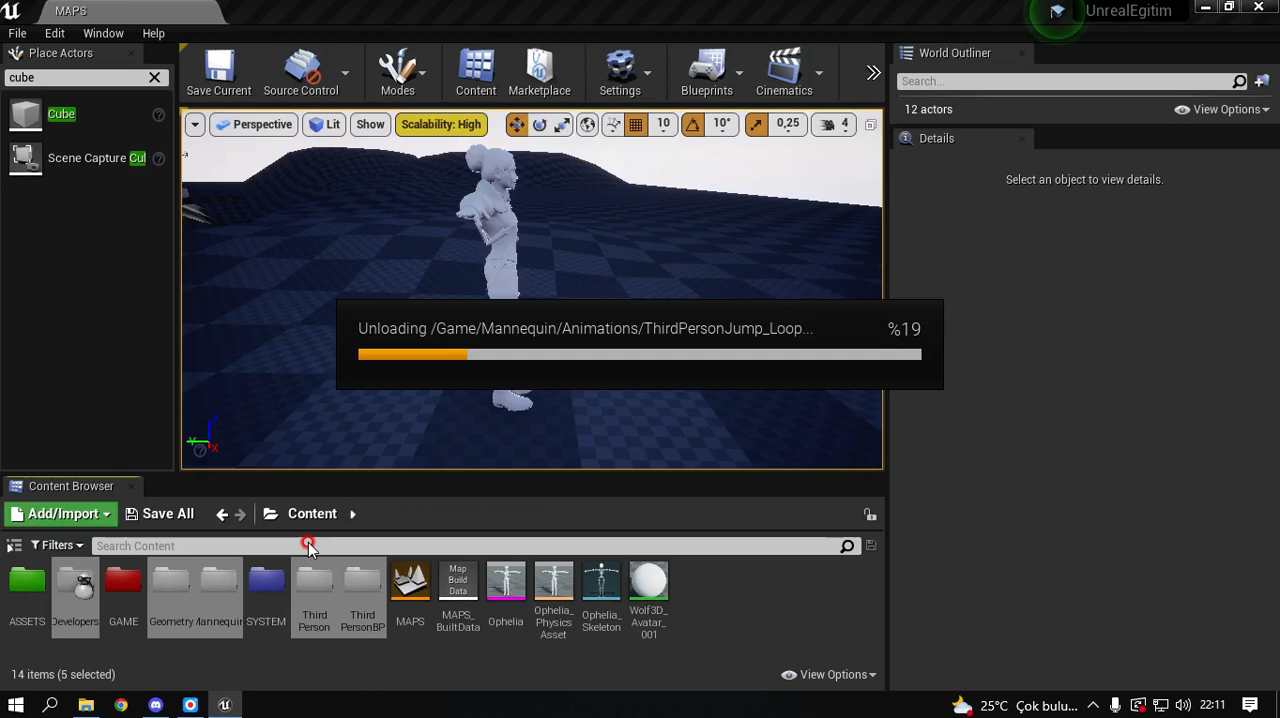 MAPS
UnrealEgitim
File Edit Window Help
Place Actors
cube
Cube
Scene Capture Cul
Save Current
Source Control
Modes
Content
Marketplace
Settings
Blueprints
Cinematics
Perspective
Lit
Show
Scalability: High
10
10°
0,25
4
World Outliner
Search...
12 actors
View Options
Details
Select an object to view details.
Unloading /Game/Mannequin/Animations/ThirdPersonJump_Loop...
%19
Z
Y
X
Content Browser
Add/Import
Save All
Content
Filters
Search Content
ASSETS
Developers
GAME
Geometry
Mannequin
SYSTEM
Third
Person
Third
PersonBP
MAPS
Map
Build
Data
MAPS_
BuiltData
Ophelia
Ophelia_
Physics
Asset
Ophelia_
Skeleton
Wolf3D_
Avatar_
001
14 items (5 selected)
View Options
25°C Çok bulu...
22:11